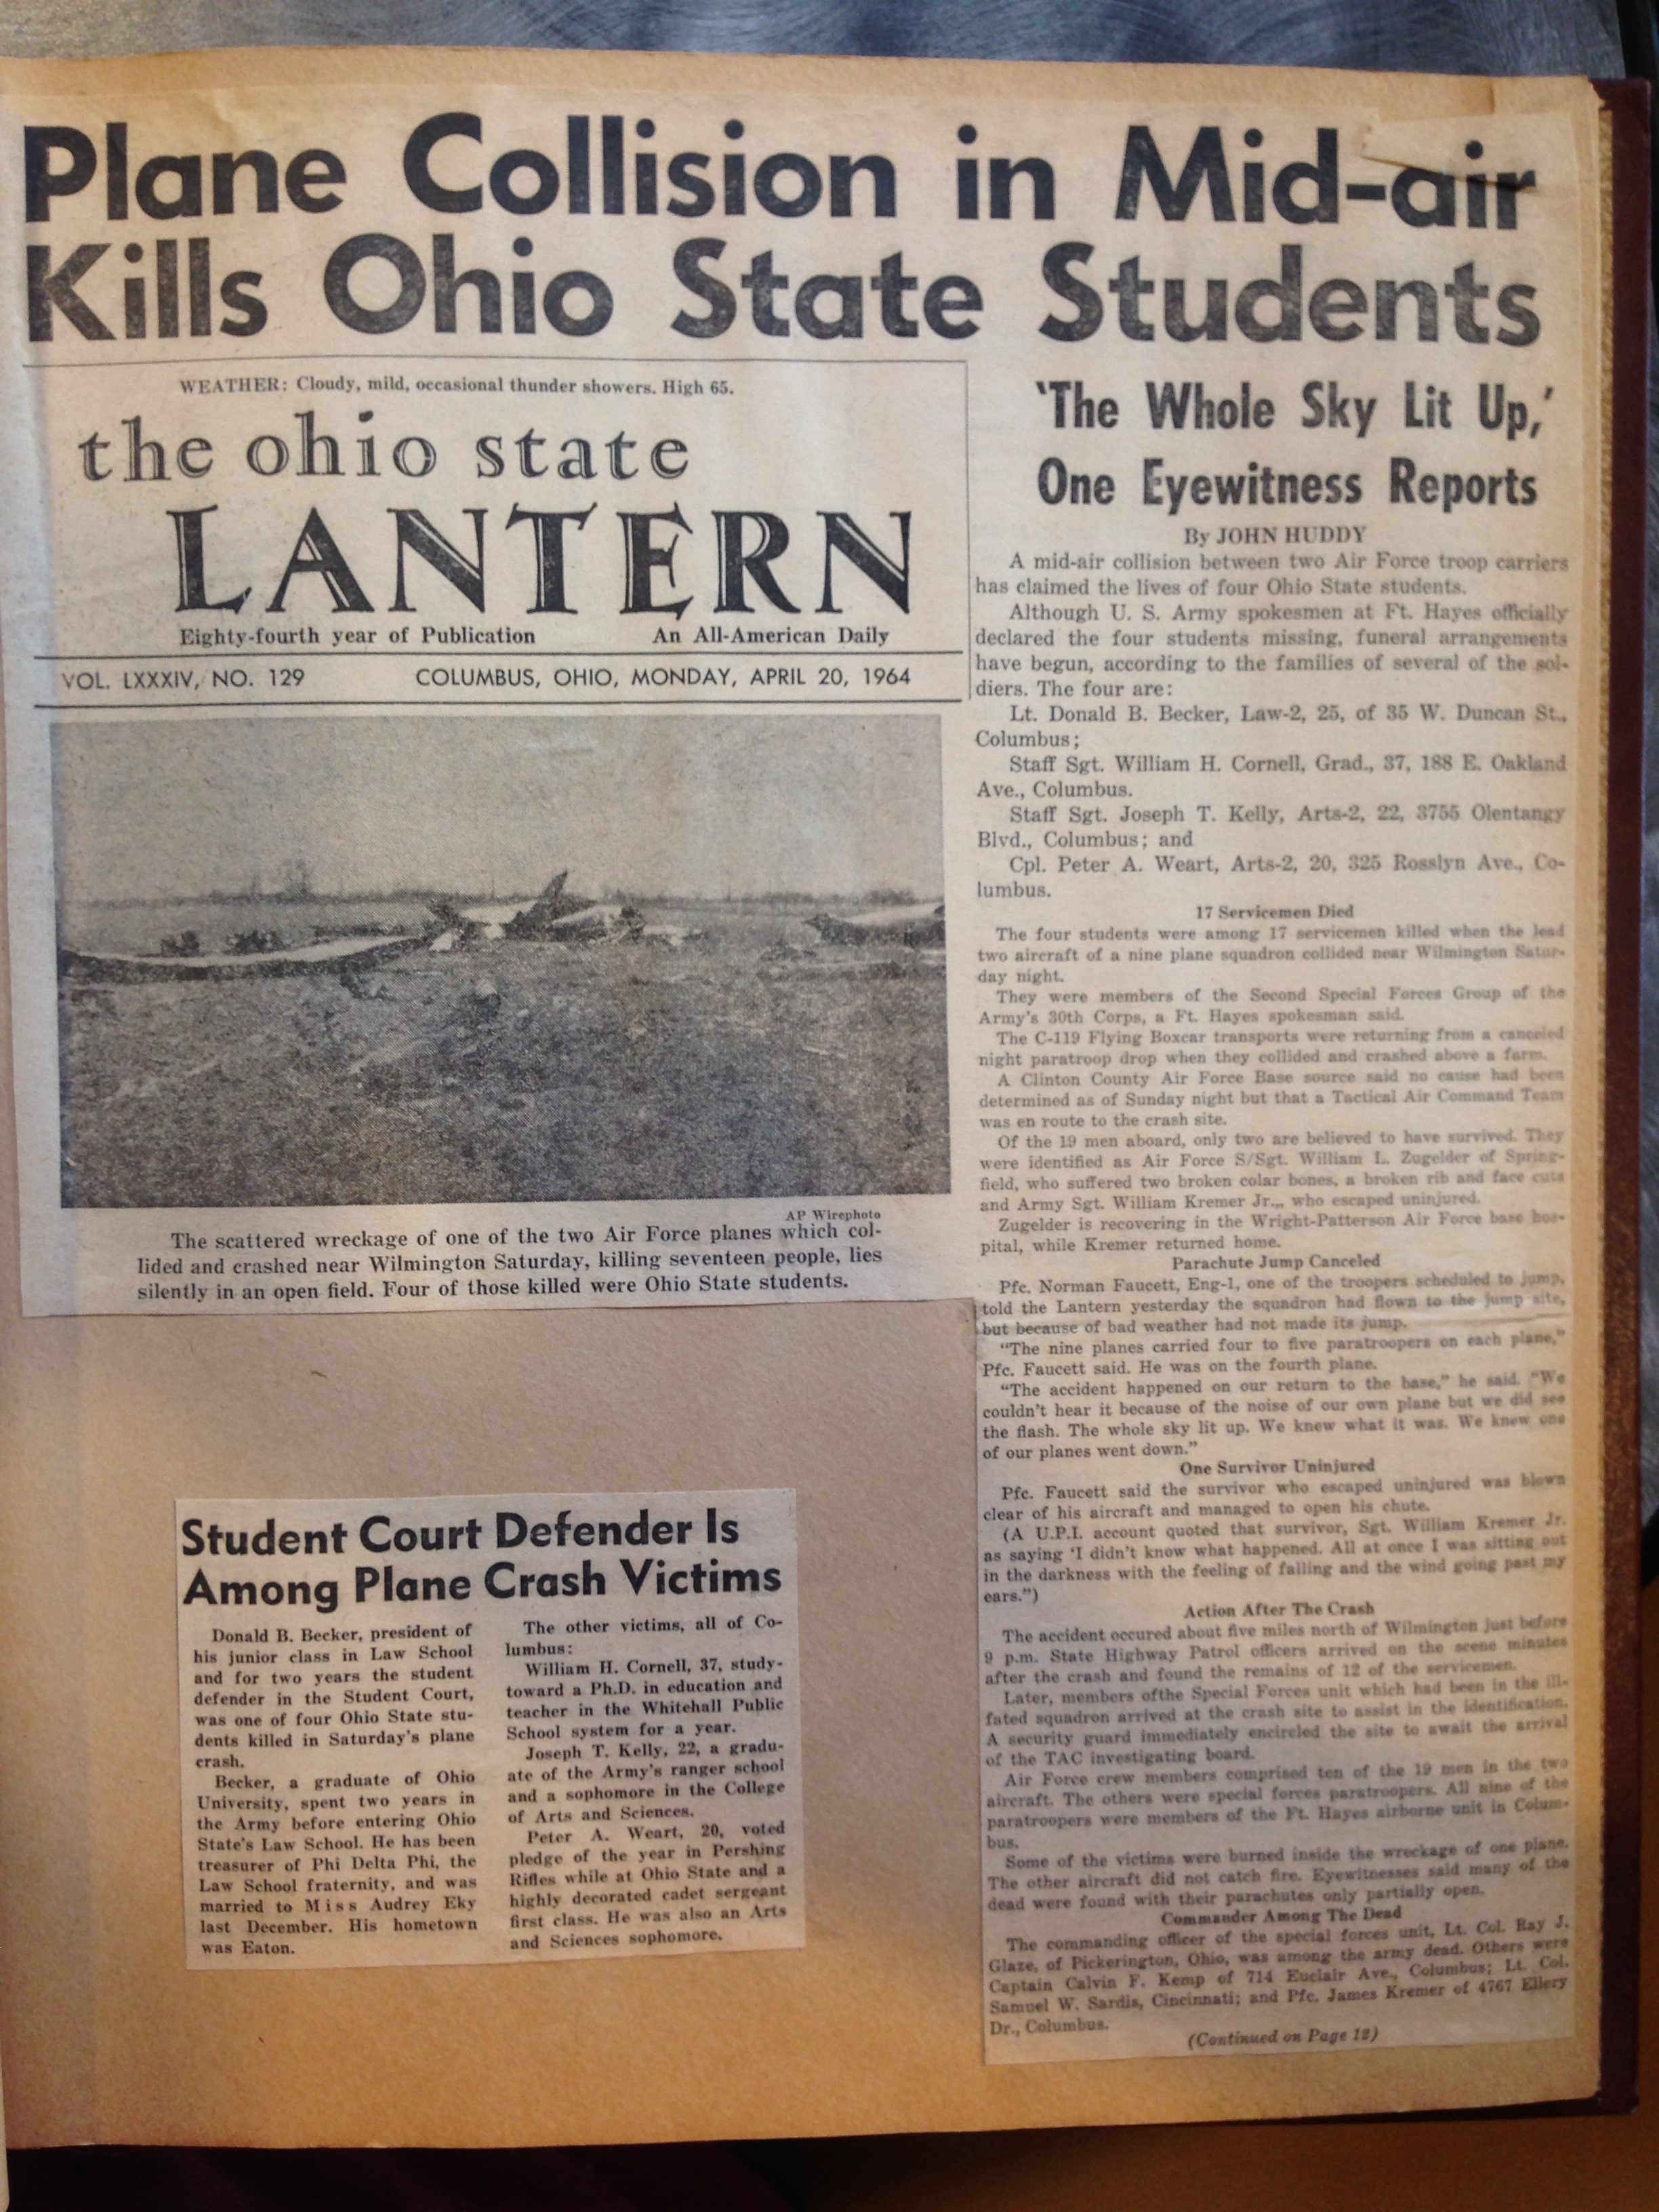 Plane Collision in Mid-air
Kills Ohio State Students
WEATHER: Cloudy, mild, occasional thunder showers. High 65.
the ohio state
LANTERN
Eighty-fourth year of Publication An All-American Daily
VOL. LXXXIV, NO. 129 COLUMBUS, OHIO, MONDAY, APRIL 20, 1964
AP Wirephoto
The scattered wreckage of one of the two Air Force planes which col-
lided and crashed near Wilmington Saturday, killing seventeen people, lies
silently in an open field. Four of those killed were Ohio State students.
'The Whole Sky Lit Up,'
One Eyewitness Reports
By JOHN HUDDY
A mid-air collision between two Air Force troop carriers
has claimed the lives of four Ohio State students.
Although U. S. Army spokesmen at Ft. Hayes officially
declared the four students missing, funeral arrangements
have begun, according to the families of several of the sol-
diers. The four are:
Lt. Donald B. Becker, Law-2, 25, of 35 W. Duncan St.,
Columbus;
Staff Sgt. William H. Cornell, Grad., 37, 188 E. Oakland
Ave., Columbus.
Staff Sgt. Joseph T. Kelly, Arts-2, 22, 3755 Olentangy
Blvd., Columbus; and
Cpl. Peter A. Weart, Arts-2, 20, 325 Rosslyn Ave., Co-
lumbus.
17 Servicemen Died
The four students were among 17 servicemen killed when the lead
two aircraft of a nine plane squadron collided near Wilmington Satur-
day night.
They were members of the Second Special Forces Group of the
Army's 30th Corps, a Ft. Hayes spokesman said.
The C-119 Flying Boxcar transports were returning from a canceled
night paratroop drop when they collided and crashed above a farm.
A Clinton County Air Force Base source said no cause had been
determined as of Sunday night but that a Tactical Air Command Team
was en route to the crash site.
Of the 19 men aboard, only two are believed to have survived. They
were identified as Air Force S/Sgt. William L. Zugelder of Spring-
field, who suffered two broken colar bones, a broken rib and face cuts
and Army Sgt. William Kremer Jr.,, who escaped uninjured.
Zugelder is recovering in the Wright-Patterson Air Force base hos-
pital, while Kremer returned home.
Parachute Jump Canceled
Pfc. Norman Faucett, Eng-1, one of the troopers scheduled to jump,
told the Lantern yesterday the squadron had flown to the jump site,
but because of bad weather had not made its jump.
"The nine planes carried four to five paratroopers on each plane,"
Pfc. Faucett said. He was on the fourth plane.
"The accident happened on our return to the base," he said. "We
couldn't hear it because of the noise of our own plane but we did see
the flash. The whole sky lit up. We knew what it was. We knew one
of our planes went down."
One Survivor Uninjured
Pfc. Faucett said the survivor who escaped uninjured was blown
clear of his aircraft and managed to open his chute.
(A U.P.I. account quoted that survivor, Sgt. William Kremer Jr.
as saying 'I didn't know what happened. All at once I was sitting out
in the darkness with the feeling of falling and the wind going past my
ears.")
Action After The Crash
The accident occured about five miles north of Wilmington just before
9 p.m. State Highway Patrol officers arrived on the scene minutes
after the crash and found the remains of 12 of the servicemen.
Later, members ofthe Special Forces unit which had been in the ill-
fated squadron arrived at the crash site to assist in the identification.
A security guard immediately encircled the site to await the arrival
of the TAC investigating board.
Air Force crew members comprised ten of the 19 men in the two
aircraft. The others were special forces paratroopers. All nine of the
paratroopers were members of the Ft. Hayes airborne unit in Colum-
bus.
Some of the victims were burned inside the wreckage of one plane.
The other aircraft did not catch fire. Eyewitnesses said many of the
dead were found with their parachutes only partially open.
Commander Among The Dead
The commanding officer of the special forces unit, Lt. Col. Ray J.
Glaze, of Pickerington, Ohio, was among the army dead. Others were
Captain Calvin F. Kemp of 714 Euclair Ave., Columbus; Lt. Col.
Samuel W. Sardis, Cincinnati; and Pfc. James Kremer of 4767 Ellery
Dr., Columbus.
(Continued on Page 12)
Student Court Defender Is
Among Plane Crash Victims
Donald B. Becker, president of
his junior class in Law School
and for two years the student
defender in the Student Court,
was one of four Ohio State stu-
dents killed in Saturday's plane
crash.
Becker, a graduate of Ohio
University, spent two years in
the Army before entering Ohio
State's Law School. He has been
treasurer of Phi Delta Phi, the
Law School fraternity, and was
married to Miss Audrey Eky
last December. His hometown
was Eaton.
The other victims, all of Co-
lumbus:
William H. Cornell, 37, study-
toward a Ph.D. in education and
teacher in the Whitehall Public
School system for a year.
Joseph T. Kelly, 22, a gradu-
ate of the Army's ranger school
and a sophomore in the College
of Arts and Sciences.
Peter A. Weart, 20, voted
pledge of the year in Pershing
Rifles while at Ohio State and a
highly decorated cadet sergeant
first class. He was also an Arts
and Sciences sophomore.